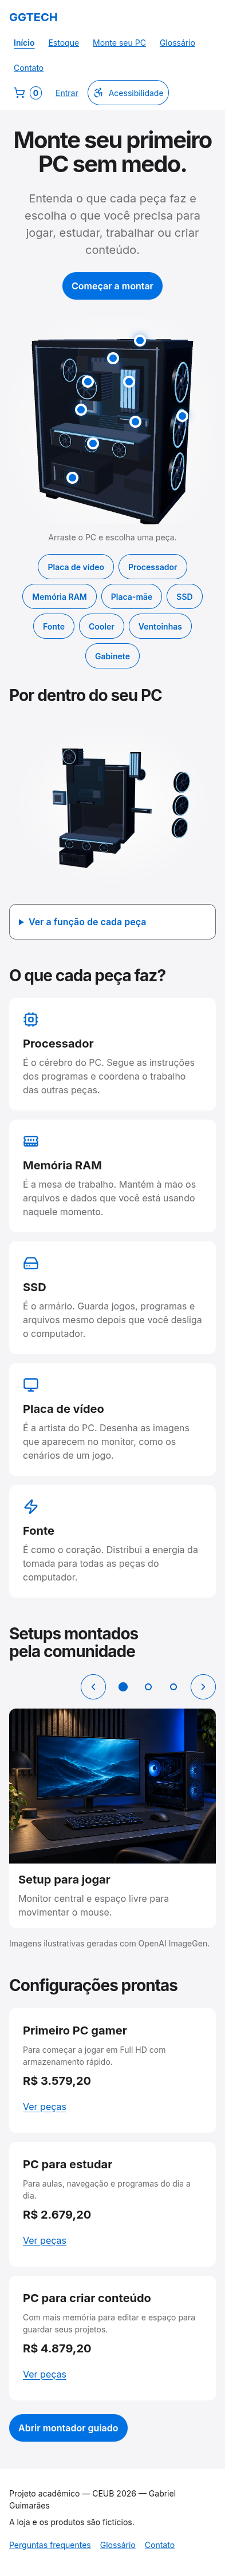 GGTECH
Início Estoque Monte seu PC Glossário
Contato
0 Entrar Acessibilidade
Monte seu primeiro
PC sem medo.
Entenda o que cada peça faz e
escolha o que você precisa para
jogar, estudar, trabalhar ou criar
conteúdo.
Começar a montar
Arraste o PC e escolha uma peça.
Placa de vídeo Processador
Memória RAM Placa-mãe SSD
Fonte Cooler Ventoinhas
Gabinete
Por dentro do seu PC
Ver a função de cada peça
O que cada peça faz?
Processador
É o cérebro do PC. Segue as instruções
dos programas e coordena o trabalho
das outras peças.
Memória RAM
É a mesa de trabalho. Mantém à mão os
arquivos e dados que você está usando
naquele momento.
SSD
É o armário. Guarda jogos, programas e
arquivos mesmo depois que você desliga
o computador.
Placa de vídeo
É a artista do PC. Desenha as imagens
que aparecem no monitor, como os
cenários de um jogo.
Fonte
É como o coração. Distribui a energia da
tomada para todas as peças do
computador.
Setups montados
pela comunidade
Setup para jogar
Monitor central e espaço livre para
movimentar o mouse.
Imagens ilustrativas geradas com OpenAI ImageGen.
Configurações prontas
Primeiro PC gamer
Para começar a jogar em Full HD com
armazenamento rápido.
R$ 3.579,20
Ver peças
PC para estudar
Para aulas, navegação e programas do dia a
dia.
R$ 2.679,20
Ver peças
PC para criar conteúdo
Com mais memória para editar e espaço para
guardar seus projetos.
R$ 4.879,20
Ver peças
Abrir montador guiado
Projeto acadêmico — CEUB 2026 — Gabriel
Guimarães
A loja e os produtos são fictícios.
Perguntas frequentes Glossário Contato